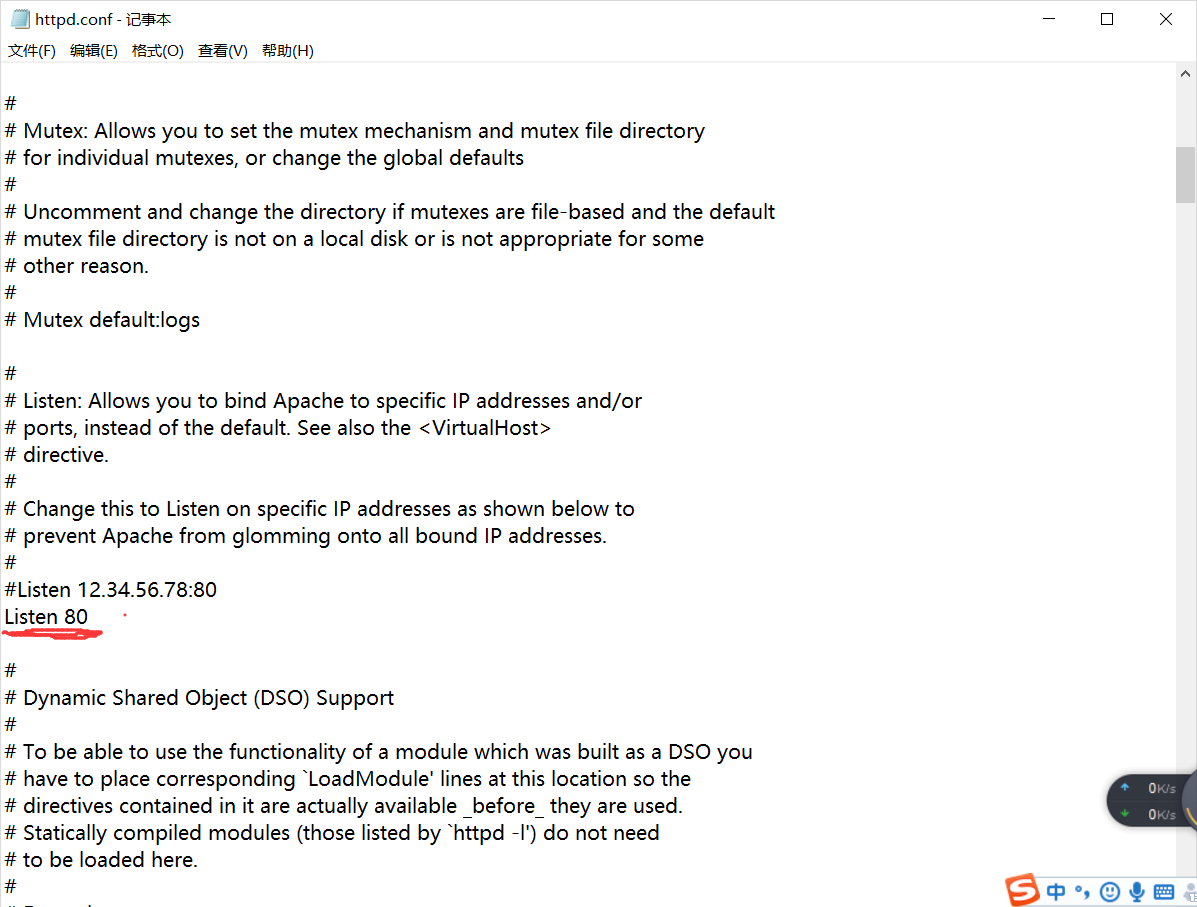 httpd.conf - 记事本
文件(F) 编辑(E) 格式(O) 查看(V) 帮助(H)
#
# Mutex: Allows you to set the mutex mechanism and mutex file directory
# for individual mutexes, or change the global defaults
#
# Uncomment and change the directory if mutexes are file-based and the default
# mutex file directory is not on a local disk or is not appropriate for some
# other reason.
#
# Mutex default:logs
#
# Listen: Allows you to bind Apache to specific IP addresses and/or
# ports, instead of the default. See also the <VirtualHost>
# directive.
#
# Change this to Listen on specific IP addresses as shown below to
# prevent Apache from glomming onto all bound IP addresses.
#
#Listen 12.34.56.78:80
Listen 80
#
# Dynamic Shared Object (DSO) Support
#
# To be able to use the functionality of a module which was built as a DSO you
# have to place corresponding `LoadModule' lines at this location so the
# directives contained in it are actually available _before_ they are used.
# Statically compiled modules (those listed by `httpd -l') do not need
# to be loaded here.
#
0K/s
0K/s
S 中